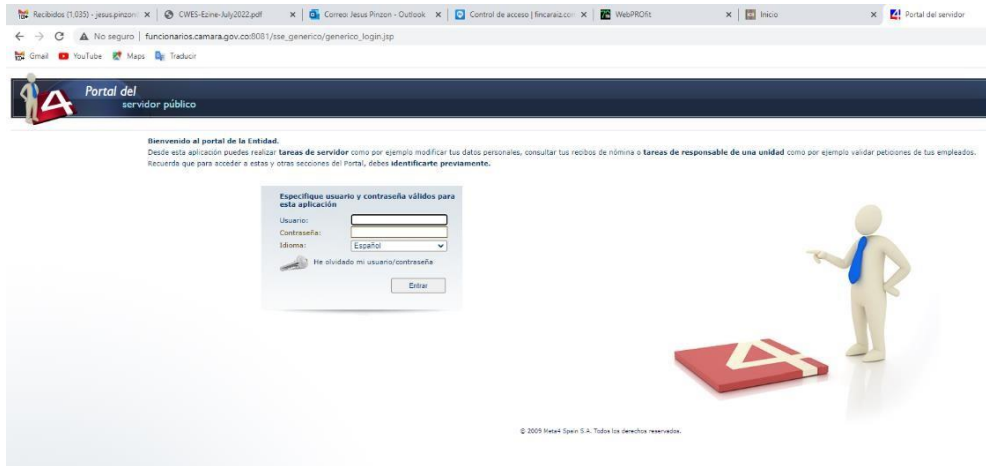 Recibidos (1,035) - jesus.pinzon
CWES-Ezine-July2022.pdf
Correo: Jesus Pinzon - Outlook
Control de acceso | fincaraiz.co
WebPROfit
Inicio
Portal del servidor
No seguro | funcionarios.camara.gov.co:8081/sse_generico/generico_login.jsp
Gmail YouTube Maps Traducir
Portal del
servidor público
Bienvenido al portal de la Entidad.
Desde esta aplicación puedes realizar tareas de servidor como por ejemplo modificar tus datos personales, consultar tus recibos de nómina o tareas de responsable de una unidad como por ejemplo validar peticiones de tus empleados.
Recuerda que para acceder a estas y otras secciones del Portal, debes identificarte previamente.
Especifique usuario y contraseña válidos para
esta aplicación
Usuario:
Contraseña:
Idioma: Español
He olvidado mi usuario/contraseña
Entrar
4
© 2009 Meta4 Spain S.A. Todos los derechos reservados.